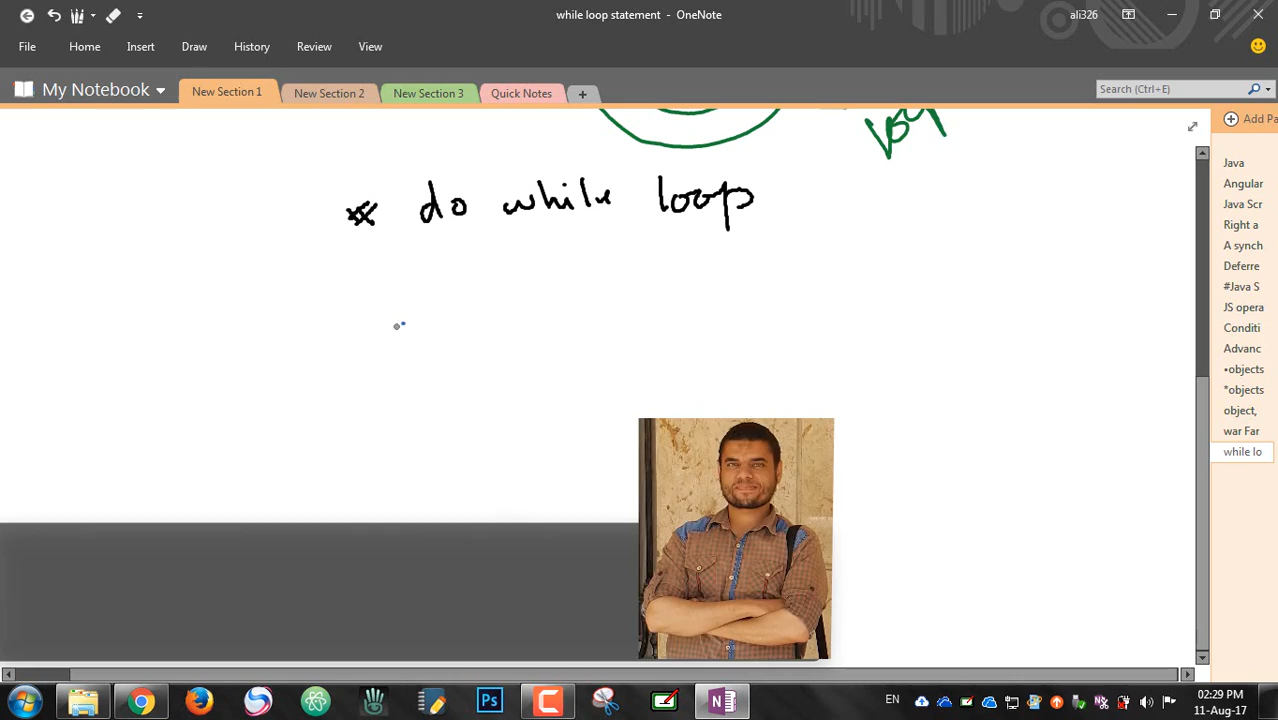 while loop statement - OneNote
ali326
File Home Insert Draw History Review View
My Notebook
New Section 1
New Section 2
New Section 3
Quick Notes
Search (Ctrl+E)
loop
* do while loop
Add Pa
Java
Angular
Java Scr
Right a
A synch
Deferre
#Java S
JS opera
Conditi
Advanc
•objects
*objects
object,
war Far
while lo
Ps
EN
02:29 PM
11-Aug-17